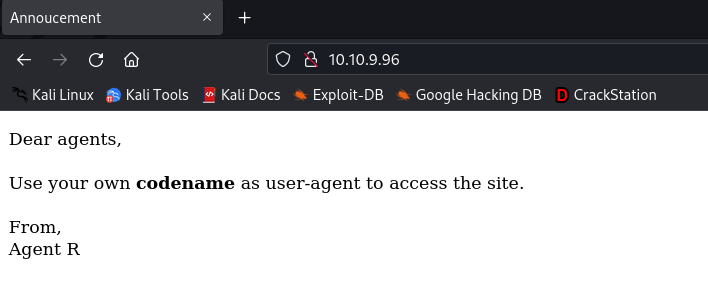 Annoucement
10.10.9.96
Kali Linux Kali Tools Kali Docs Exploit-DB Google Hacking DB CrackStation
Dear agents,
Use your own codename as user-agent to access the site.
From,
Agent R